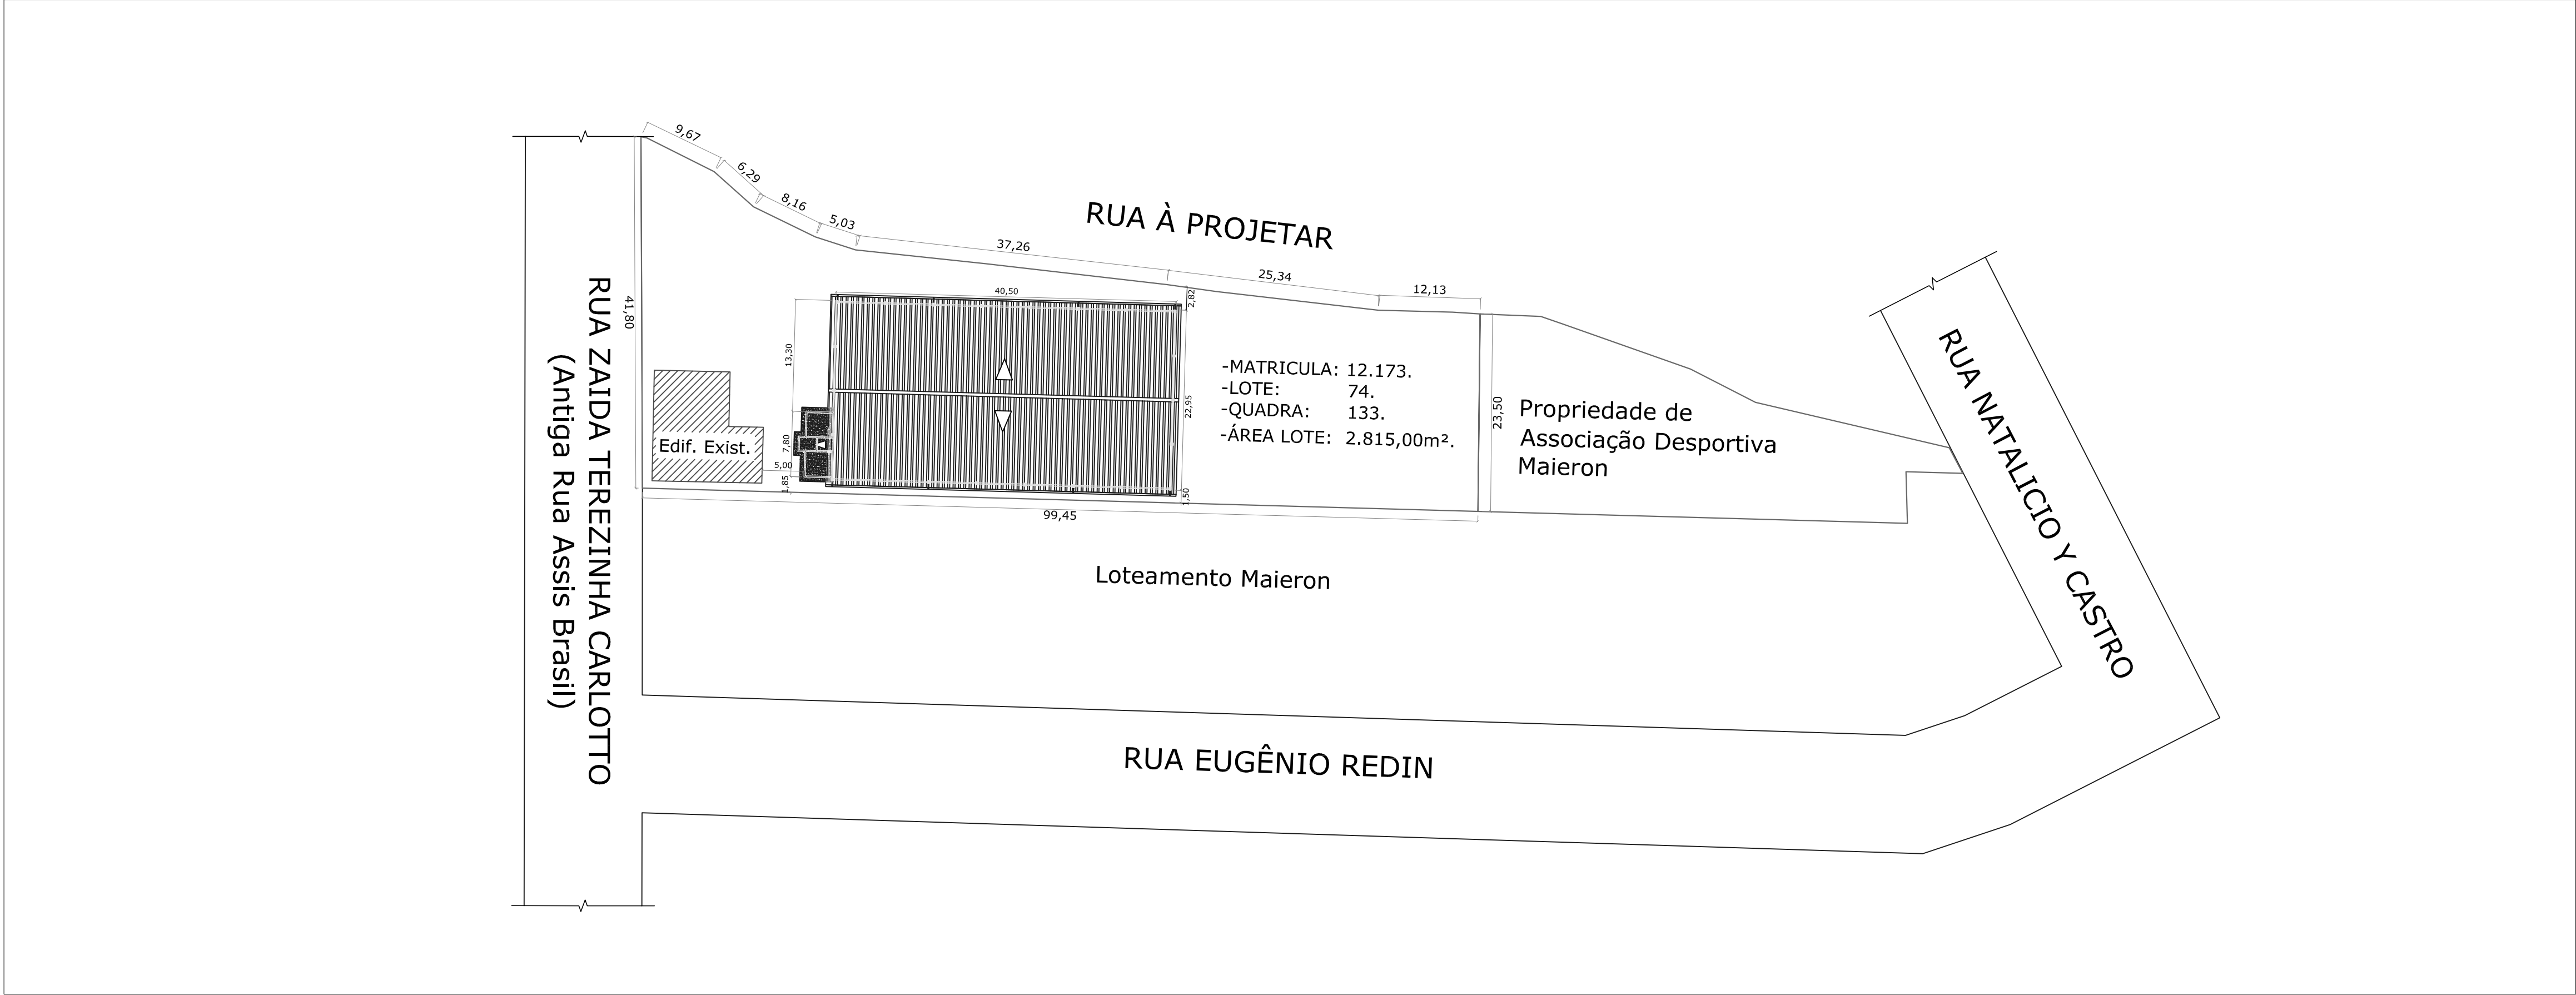 9,67
6,29
8,16
5,03
37,26
25,34
12,13
RUA À PROJETAR
41,80
40,50
2,82
13,30
22,95
7,80
5,00
1,85
1,50
23,50
99,45
Edif. Exist.
-MATRICULA: 12.173.
-LOTE: 74.
-QUADRA: 133.
-ÁREA LOTE: 2.815,00m².
Propriedade de
Associação Desportiva
Maieron
RUA ZAIDA TEREZINHA CARLOTTO
(Antiga Rua Assis Brasil)
RUA NATALICIO Y CASTRO
Loteamento Maieron
RUA EUGÊNIO REDIN